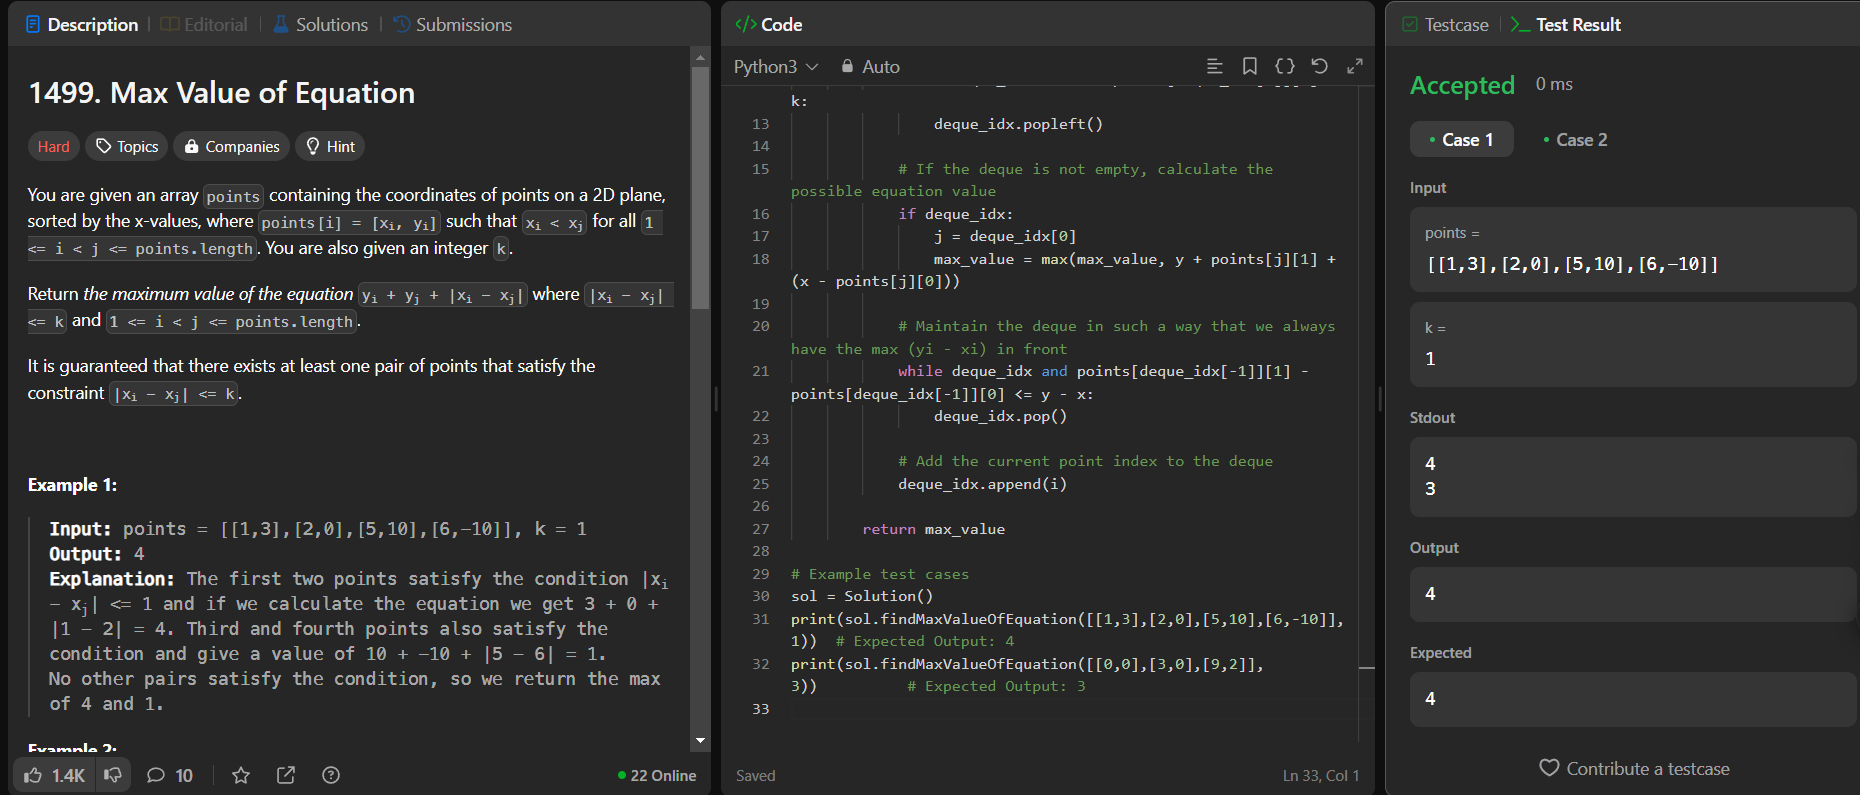 Description
Editorial
Solutions
Submissions
1499. Max Value of Equation
Hard
Topics
Companies
Hint
You are given an array points containing the coordinates of points on a 2D plane,
sorted by the x-values, where points[i] = [xᵢ, yᵢ] such that xᵢ < xⱼ for all 1
<= i < j <= points.length. You are also given an integer k.
Return the maximum value of the equation yᵢ + yⱼ + |xᵢ - xⱼ| where |xᵢ - xⱼ|
<= k and 1 <= i < j <= points.length.
It is guaranteed that there exists at least one pair of points that satisfy the
constraint |xᵢ - xⱼ| <= k.
Example 1:
Input: points = [[1,3],[2,0],[5,10],[6,-10]], k = 1
Output: 4
Explanation: The first two points satisfy the condition |xᵢ
- xⱼ| <= 1 and if we calculate the equation we get 3 + 0 +
|1 - 2| = 4. Third and fourth points also satisfy the
condition and give a value of 10 + -10 + |5 - 6| = 1.
No other pairs satisfy the condition, so we return the max
of 4 and 1.
Example 2:
1.4K
10
22 Online
Code
Python3
Auto
k:
13 deque_idx.popleft()
14
15 # If the deque is not empty, calculate the
possible equation value
16 if deque_idx:
17 j = deque_idx[0]
18 max_value = max(max_value, y + points[j][1] +
(x - points[j][0]))
19
20 # Maintain the deque in such a way that we always
have the max (yi - xi) in front
21 while deque_idx and points[deque_idx[-1]][1] -
points[deque_idx[-1]][0] <= y - x:
22 deque_idx.pop()
23
24 # Add the current point index to the deque
25 deque_idx.append(i)
26
27 return max_value
28
29 # Example test cases
30 sol = Solution()
31 print(sol.findMaxValueOfEquation([[1,3],[2,0],[5,10],[6,-10]],
1)) # Expected Output: 4
32 print(sol.findMaxValueOfEquation([[0,0],[3,0],[9,2]],
3)) # Expected Output: 3
33
Saved
Ln 33, Col 1
Testcase
Test Result
Accepted 0 ms
Case 1
Case 2
Input
points =
[[1,3],[2,0],[5,10],[6,-10]]
k =
1
Stdout
4
3
Output
4
Expected
4
Contribute a testcase